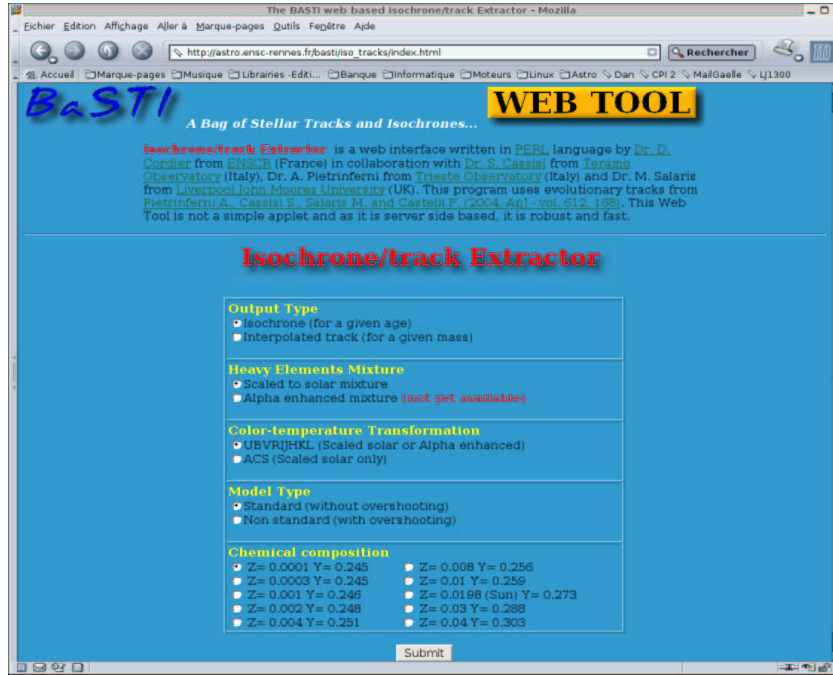 The BASTI web based Isochrone/track Extractor - Mozilla
Eichier Edition Affichage Aller à Marque-pages Outils Fenêtre Aide
http://astro.ensc-rennes.fr/basti/iso_tracks/index.html Rechercher
Accueil Marque-pages Musique Librairies -Editi... Banque Informatique Moteurs Linux Astro Dan CPI 2 MailGaelle LJ1300
BaSTI WEB TOOL
A Bag of Stellar Tracks and Isochrones...
Isochrone/track Extractor is a web interface written in PERL language by Dr. D.
Cordier from ENSCR (France) in collaboration with Dr. S. Cassisi from Teramo
Observatory (Italy), Dr. A. Pietrinferni from Trieste Observatory (Italy) and Dr. M. Salaris
from Liverpool John Moores University (UK). This program uses evolutionary tracks from
Pietrinferni A., Cassisi S., Salaris M. and Castelli F. (2004, ApJ - vol. 612, 168). This Web
Tool is not a simple applet and as it is server side based, it is robust and fast.
Isochrone/track Extractor
Output Type
Isochrone (for a given age)
Interpolated track (for a given mass)
Heavy Elements Mixture
Scaled to solar mixture
Alpha enhanced mixture (not yet available)
Color-temperature Transformation
UBVRIJHKL (Scaled solar or Alpha enhanced)
ACS (Scaled solar only)
Model Type
Standard (without overshooting)
Non standard (with overshooting)
Chemical composition
Z= 0.0001 Y= 0.245 Z= 0.008 Y= 0.256
Z= 0.0003 Y= 0.245 Z= 0.01 Y= 0.259
Z= 0.001 Y= 0.246 Z= 0.0198 (Sun) Y= 0.273
Z= 0.002 Y= 0.248 Z= 0.03 Y= 0.288
Z= 0.004 Y= 0.251 Z= 0.04 Y= 0.303
Submit